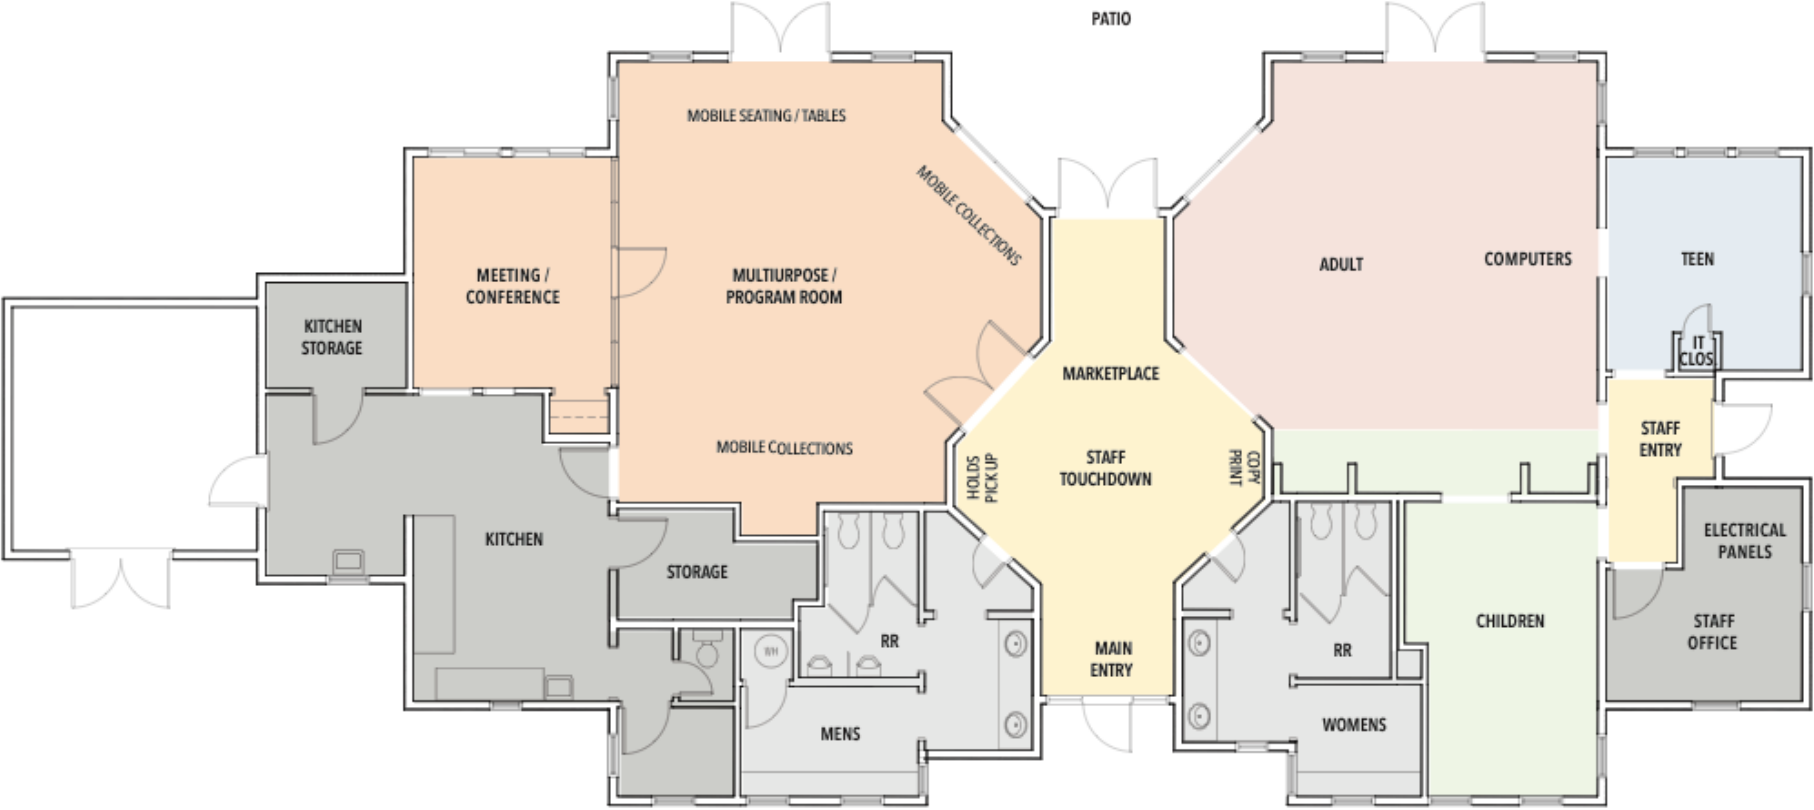 PATIO
MOBILE SEATING / TABLES
MOBILE COLLECTIONS
MEETING /
CONFERENCE
MULTIURPOSE /
PROGRAM ROOM
ADULT
COMPUTERS
TEEN
KITCHEN
STORAGE
IT
CLOS.
MARKETPLACE
MOBILE COLLECTIONS
HOLDS
PICK UP
STAFF
TOUCHDOWN
COPY
PRINT
STAFF
ENTRY
KITCHEN
STORAGE
ELECTRICAL
PANELS
WH
RR
MAIN
ENTRY
RR
CHILDREN
STAFF
OFFICE
MENS
WOMENS